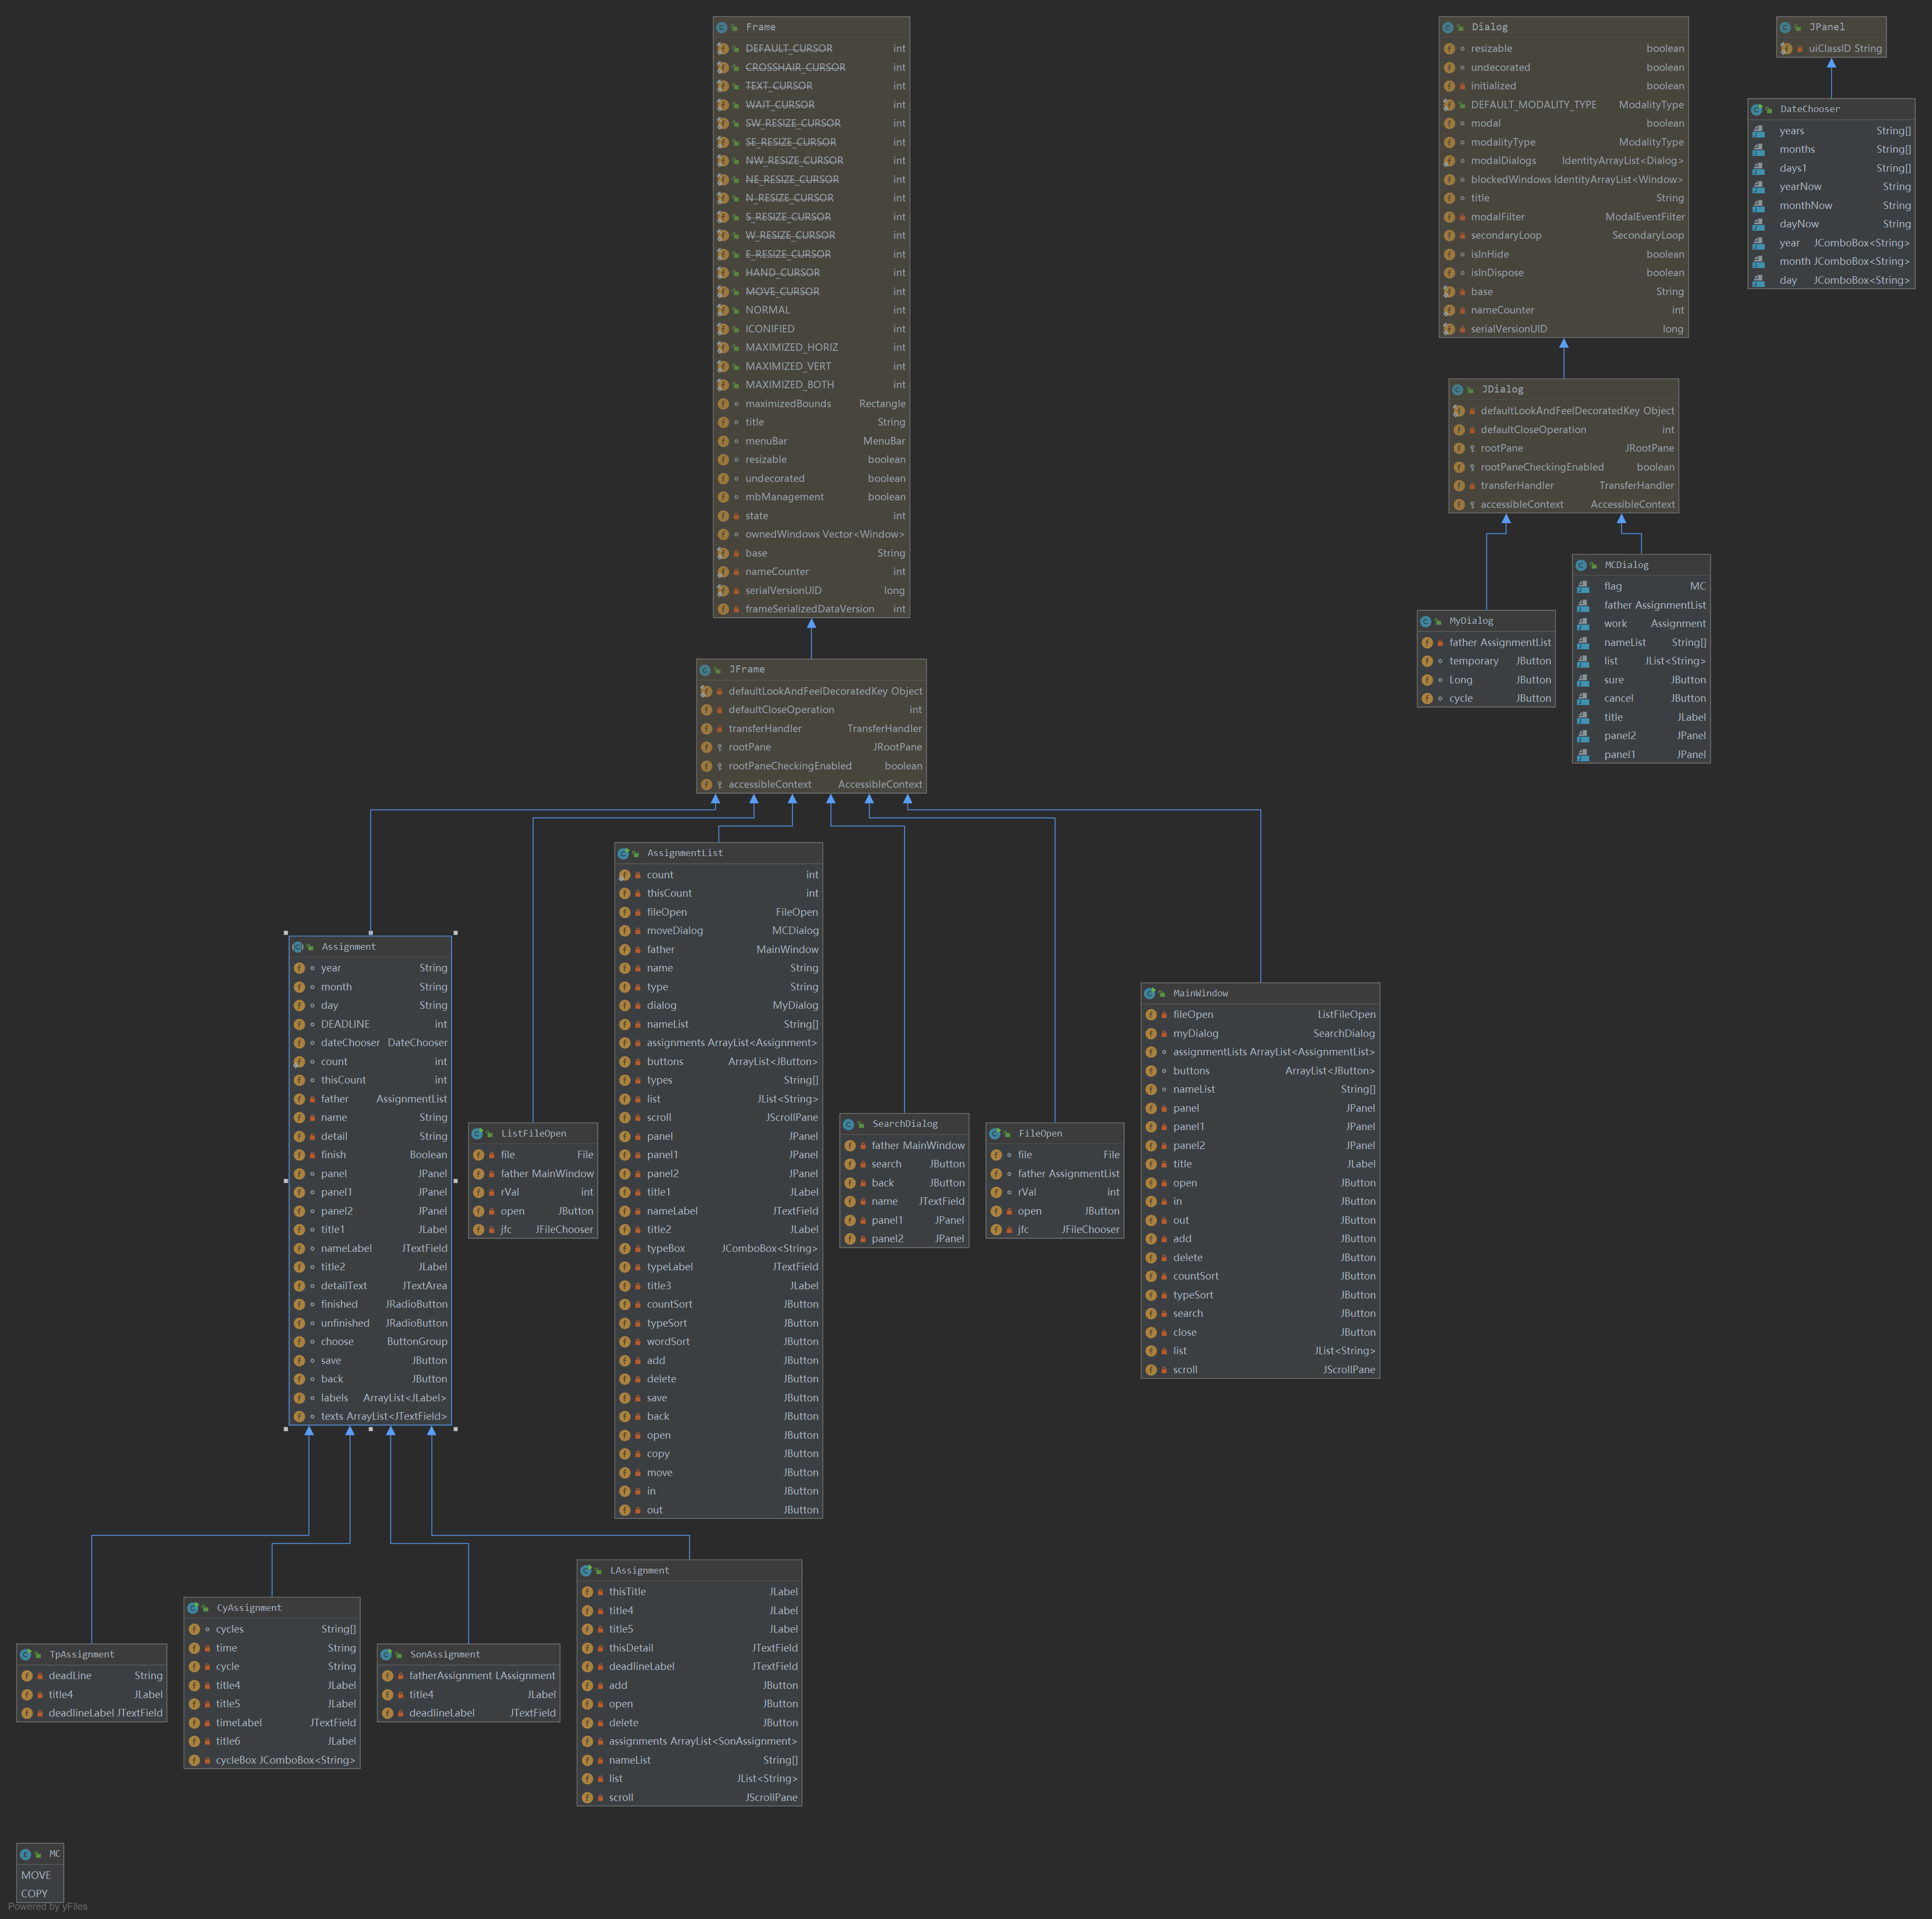 Frame
DEFAULT_CURSOR int
CROSSHAIR_CURSOR int
TEXT_CURSOR int
WAIT_CURSOR int
SW_RESIZE_CURSOR int
SE_RESIZE_CURSOR int
NW_RESIZE_CURSOR int
NE_RESIZE_CURSOR int
N_RESIZE_CURSOR int
S_RESIZE_CURSOR int
W_RESIZE_CURSOR int
E_RESIZE_CURSOR int
HAND_CURSOR int
MOVE_CURSOR int
NORMAL int
ICONIFIED int
MAXIMIZED_HORIZ int
MAXIMIZED_VERT int
MAXIMIZED_BOTH int
maximizedBounds Rectangle
title String
menuBar MenuBar
resizable boolean
undecorated boolean
mbManagement boolean
state int
ownedWindows Vector<Window>
base String
nameCounter int
serialVersionUID long
frameSerializedDataVersion int
Dialog
resizable boolean
undecorated boolean
initialized boolean
DEFAULT_MODALITY_TYPE ModalityType
modal boolean
modalityType ModalityType
modalDialogs IdentityArrayList<Dialog>
blockedWindows IdentityArrayList<Window>
title String
modalFilter ModalEventFilter
secondaryLoop SecondaryLoop
isInHide boolean
isInDispose boolean
base String
nameCounter int
serialVersionUID long
JPanel
uiClassID String
DateChooser
years String[]
months String[]
days1 String[]
yearNow String
monthNow String
dayNow String
year JComboBox<String>
month JComboBox<String>
day JComboBox<String>
JDialog
defaultLookAndFeelDecoratedKey Object
defaultCloseOperation int
rootPane JRootPane
rootPaneCheckingEnabled boolean
transferHandler TransferHandler
accessibleContext AccessibleContext
MyDialog
father AssignmentList
temporary JButton
Long JButton
cycle JButton
MCDialog
flag MC
father AssignmentList
work Assignment
nameList String[]
list JList<String>
sure JButton
cancel JButton
title JLabel
panel2 JPanel
panel1 JPanel
JFrame
defaultLookAndFeelDecoratedKey Object
defaultCloseOperation int
transferHandler TransferHandler
rootPane JRootPane
rootPaneCheckingEnabled boolean
accessibleContext AccessibleContext
Assignment
year String
month String
day String
DEADLINE int
dateChooser DateChooser
count int
thisCount int
father AssignmentList
name String
detail String
finish Boolean
panel JPanel
panel1 JPanel
panel2 JPanel
title1 JLabel
nameLabel JTextField
title2 JLabel
detailText JTextArea
finished JRadioButton
unfinished JRadioButton
choose ButtonGroup
save JButton
back JButton
labels ArrayList<JLabel>
texts ArrayList<JTextField>
ListFileOpen
file File
father MainWindow
rVal int
open JButton
jfc JFileChooser
AssignmentList
count int
thisCount int
fileOpen FileOpen
moveDialog MCDialog
father MainWindow
name String
type String
dialog MyDialog
nameList String[]
assignments ArrayList<Assignment>
buttons ArrayList<JButton>
types String[]
list JList<String>
scroll JScrollPane
panel JPanel
panel1 JPanel
panel2 JPanel
title1 JLabel
nameLabel JTextField
title2 JLabel
typeBox JComboBox<String>
typeLabel JTextField
title3 JLabel
countSort JButton
typeSort JButton
wordSort JButton
add JButton
delete JButton
save JButton
back JButton
open JButton
copy JButton
move JButton
in JButton
out JButton
SearchDialog
father MainWindow
search JButton
back JButton
name JTextField
panel1 JPanel
panel2 JPanel
FileOpen
file File
father AssignmentList
rVal int
open JButton
jfc JFileChooser
MainWindow
fileOpen ListFileOpen
myDialog SearchDialog
assignmentLists ArrayList<AssignmentList>
buttons ArrayList<JButton>
nameList String[]
panel JPanel
panel1 JPanel
panel2 JPanel
title JLabel
open JButton
in JButton
out JButton
add JButton
delete JButton
countSort JButton
typeSort JButton
search JButton
close JButton
list JList<String>
scroll JScrollPane
TpAssignment
deadLine String
title4 JLabel
deadlineLabel JTextField
CyAssignment
cycles String[]
time String
cycle String
title4 JLabel
title5 JLabel
timeLabel JTextField
title6 JLabel
cycleBox JComboBox<String>
SonAssignment
fatherAssignment LAssignment
title4 JLabel
deadlineLabel JTextField
LAssignment
thisTitle JLabel
title4 JLabel
title5 JLabel
thisDetail JTextField
deadlineLabel JTextField
add JButton
open JButton
delete JButton
assignments ArrayList<SonAssignment>
nameList String[]
list JList<String>
scroll JScrollPane
MC
MOVE
COPY
Powered by yFiles